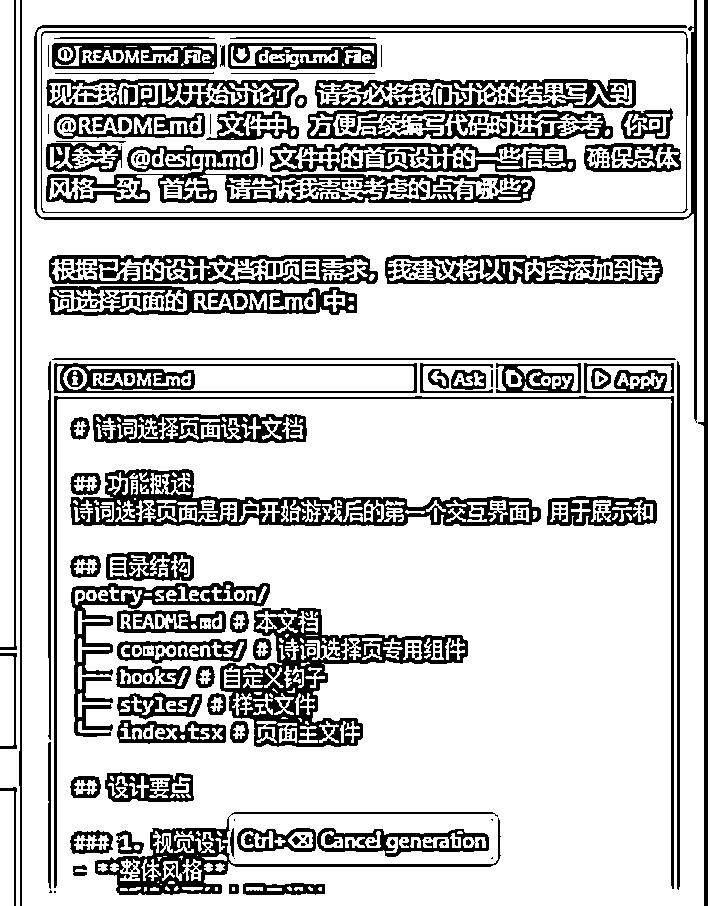 README.md File design.md File
现在我们可以开始讨论了，请务必将我们讨论的结果写入到
@README.md 文件中，方便后续编写代码时进行参考，你可
以参考 @design.md 文件中的首页设计的一些信息，确保总体
风格一致。首先，请告诉我需要考虑的点有哪些？
根据已有的设计文档和项目需求，我建议将以下内容添加到诗
词选择页面的 README.md 中：
README.md Ask Copy Apply
# 诗词选择页面设计文档
## 功能概述
诗词选择页面是用户开始游戏后的第一个交互界面，用于展示和
## 目录结构
poetry-selection/
├── README.md # 本文档
├── components/ # 诗词选择页专用组件
├── hooks/ # 自定义钩子
├── styles/ # 样式文件
└── index.tsx # 页面主文件
## 设计要点
### 1. 视觉设计
Ctrl+⌫ Cancel generation
- **整体风格**